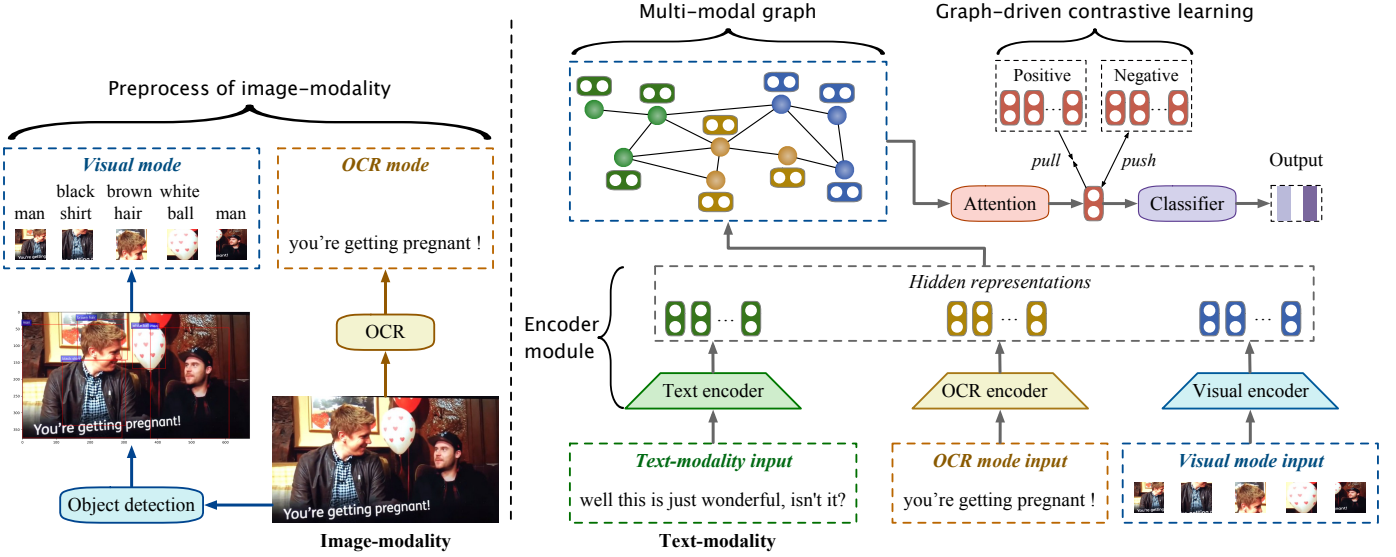 Preprocess of image-modality
Visual mode
black brown white
man shirt hair ball man
OCR mode
you're getting pregnant !
OCR
You're getting pregnant!
Object detection
You're getting pregnant!
Image-modality
Multi-modal graph
Graph-driven contrastive learning
Positive
Negative
pull
push
Output
Attention
Classifier
Encoder
module
Hidden representations
Text encoder
OCR encoder
Visual encoder
Text-modality input
well this is just wonderful, isn't it?
OCR mode input
you're getting pregnant !
Visual mode input
Text-modality